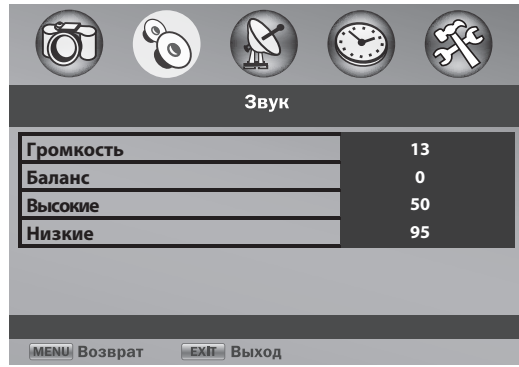 Звук
Громкость 13
Баланс 0
Высокие 50
Низкие 95
MENU Возврат EXIT Выход